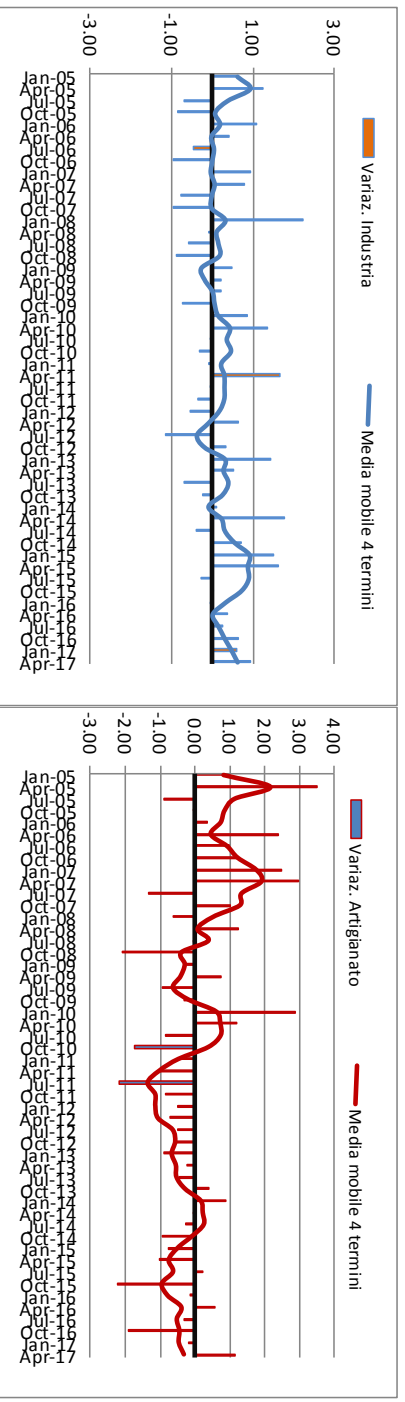 Variaz. Industria
Media mobile 4 termini
3.00
1.00
-1.00
-3.00
Jan-05
Apr-05
Jul-05
Oct-05
Jan-06
Apr-06
Jul-06
Oct-06
Jan-07
Apr-07
Jul-07
Oct-07
Jan-08
Apr-08
Jul-08
Oct-08
Jan-09
Apr-09
Jul-09
Oct-09
Jan-10
Apr-10
Jul-10
Oct-10
Jan-11
Apr-11
Jul-11
Oct-11
Jan-12
Apr-12
Jul-12
Oct-12
Jan-13
Apr-13
Jul-13
Oct-13
Jan-14
Apr-14
Jul-14
Oct-14
Jan-15
Apr-15
Jul-15
Oct-15
Jan-16
Apr-16
Jul-16
Oct-16
Jan-17
Apr-17
Variaz. Artigianato
Media mobile 4 termini
4.00
3.00
2.00
1.00
0.00
-1.00
-2.00
-3.00
Jan-05
Apr-05
Jul-05
Oct-05
Jan-06
Apr-06
Jul-06
Oct-06
Jan-07
Apr-07
Jul-07
Oct-07
Jan-08
Apr-08
Jul-08
Oct-08
Jan-09
Apr-09
Jul-09
Oct-09
Jan-10
Apr-10
Jul-10
Oct-10
Jan-11
Apr-11
Jul-11
Oct-11
Jan-12
Apr-12
Jul-12
Oct-12
Jan-13
Apr-13
Jul-13
Oct-13
Jan-14
Apr-14
Jul-14
Oct-14
Jan-15
Apr-15
Jul-15
Oct-15
Jan-16
Apr-16
Jul-16
Oct-16
Jan-17
Apr-17